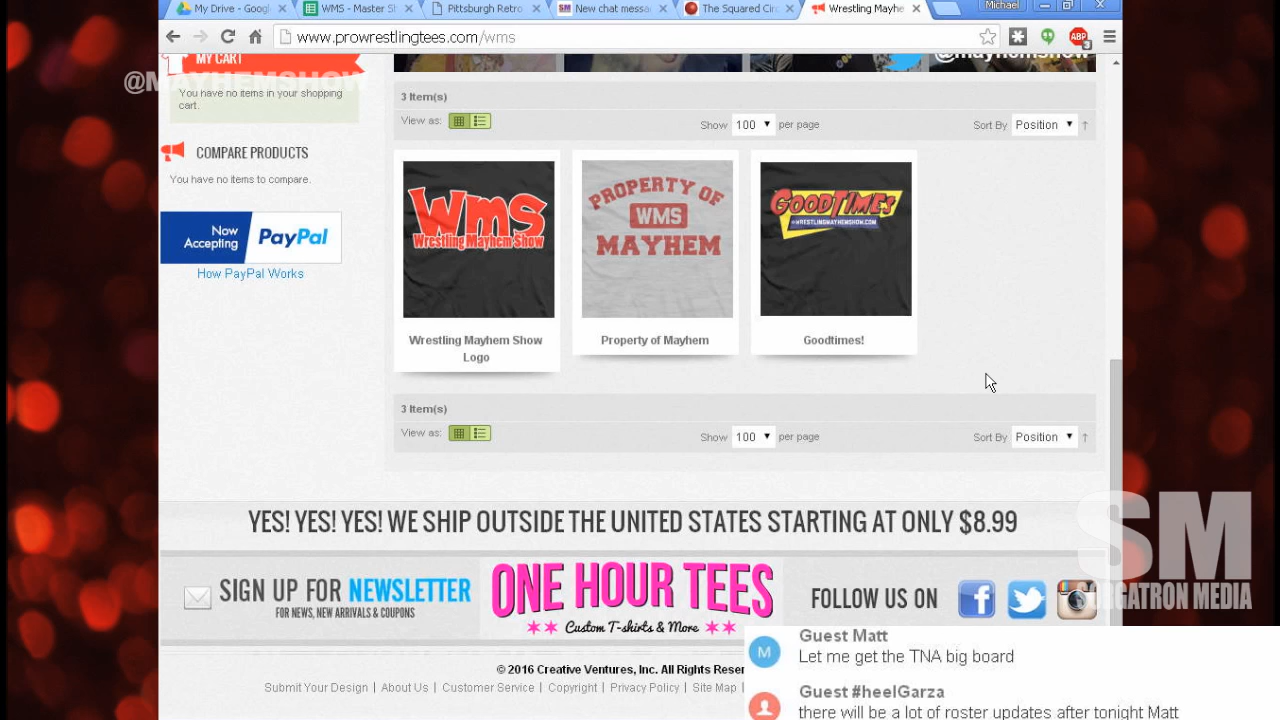 My Drive - Googl
WMS - Master S
Pittsburgh Retro
New chat messa
The Squared Circ
Wrestling Mayhe
Michael
www.prowrestlingtees.com/wms
ABP
3
MY CART
@MAYHEMSHOW
@mayhemshow
You have no items in your shopping
cart.
COMPARE PRODUCTS
You have no items to compare.
Now
Accepting
PayPal
How PayPal Works
3 Item(s)
View as:
Show 100 per page
Sort By Position
WMS
Wrestling Mayhem Show
PROPERTY OF
WMS
MAYHEM
GOODTIMES
WRESTLINGMAYHEMSHOW.COM
Wrestling Mayhem Show
Logo
Property of Mayhem
Goodtimes!
3 Item(s)
View as:
Show 100 per page
Sort By Position
YES! YES! YES! WE SHIP OUTSIDE THE UNITED STATES STARTING AT ONLY $8.99
SIGN UP FOR NEWSLETTER
FOR NEWS, NEW ARRIVALS & COUPONS
ONE HOUR TEES
Custom T-shirts & More
FOLLOW US ON
SM
SORGATRON MEDIA
© 2016 Creative Ventures, Inc. All Rights Reser
Submit Your Design | About Us | Customer Service | Copyright | Privacy Policy | Site Map |
M
Guest Matt
Let me get the TNA big board
Guest #heelGarza
there will be a lot of roster updates after tonight Matt